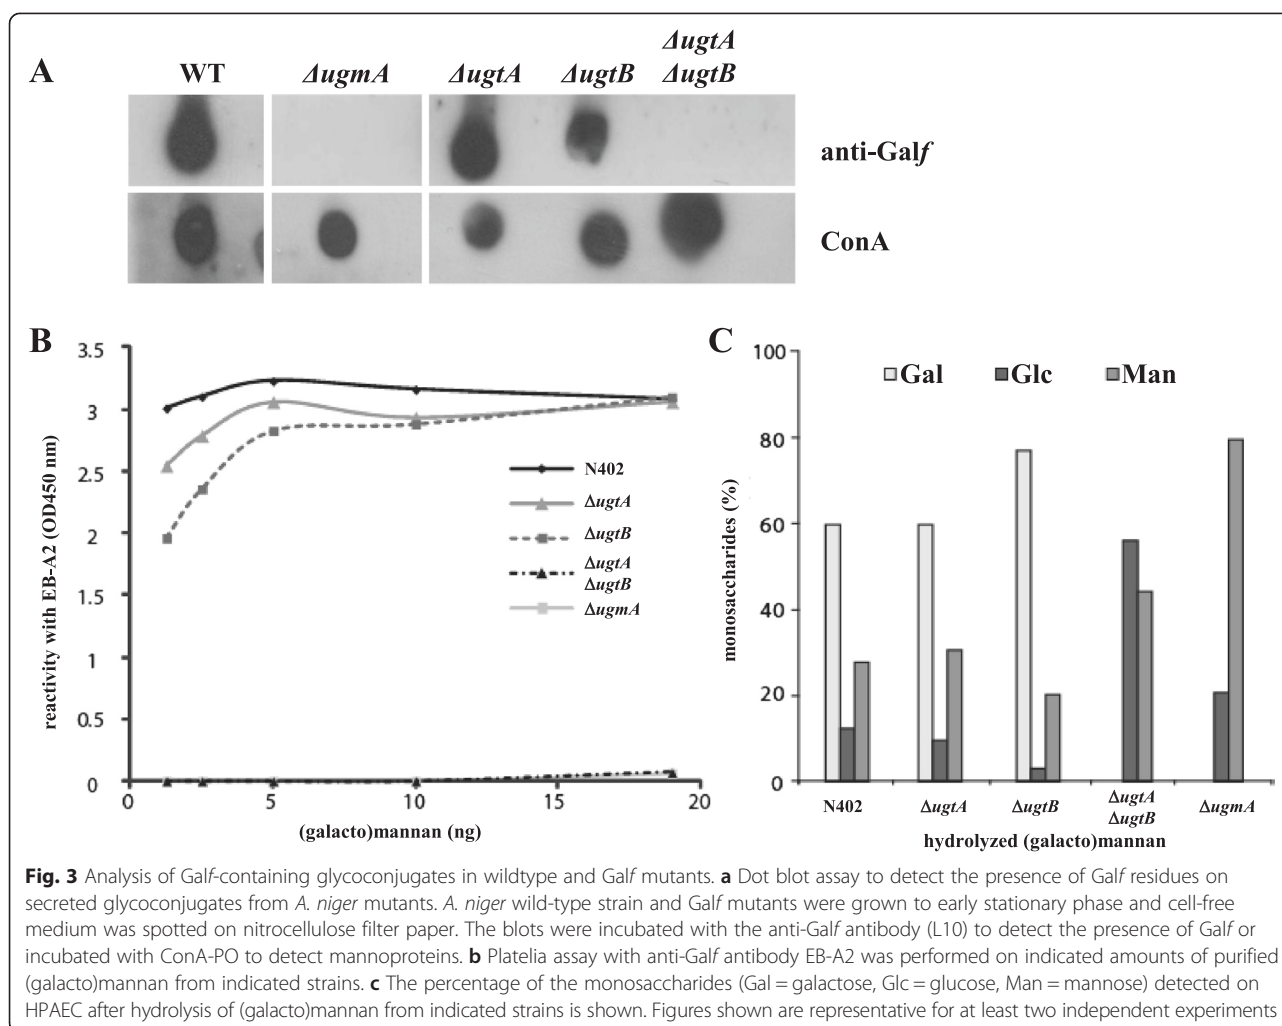 A
WT
ΔugmA
ΔugtA
ΔugtB
ΔugtA
ΔugtB
anti-Galf
ConA
B
3.5
3
2.5
2
1.5
1
0.5
0
0
5
10
15
20
reactivity with EB-A2 (OD450 nm)
(galacto)mannan (ng)
N402
ΔugtA
ΔugtB
ΔugtA
ΔugtB
ΔugmA
C
100
80
60
40
20
0
monosaccharides (%)
Gal
Glc
Man
N402
ΔugtA
ΔugtB
ΔugtA
ΔugtB
ΔugmA
hydrolyzed (galacto)mannan
Fig. 3 Analysis of Galf-containing glycoconjugates in wildtype and Galf mutants. a Dot blot assay to detect the presence of Galf residues on
secreted glycoconjugates from A. niger mutants. A. niger wild-type strain and Galf mutants were grown to early stationary phase and cell-free
medium was spotted on nitrocellulose filter paper. The blots were incubated with the anti-Galf antibody (L10) to detect the presence of Galf or
incubated with ConA-PO to detect mannoproteins. b Platelia assay with anti-Galf antibody EB-A2 was performed on indicated amounts of purified
(galacto)mannan from indicated strains. c The percentage of the monosaccharides (Gal = galactose, Glc = glucose, Man = mannose) detected on
HPAEC after hydrolysis of (galacto)mannan from indicated strains is shown. Figures shown are representative for at least two independent experiments